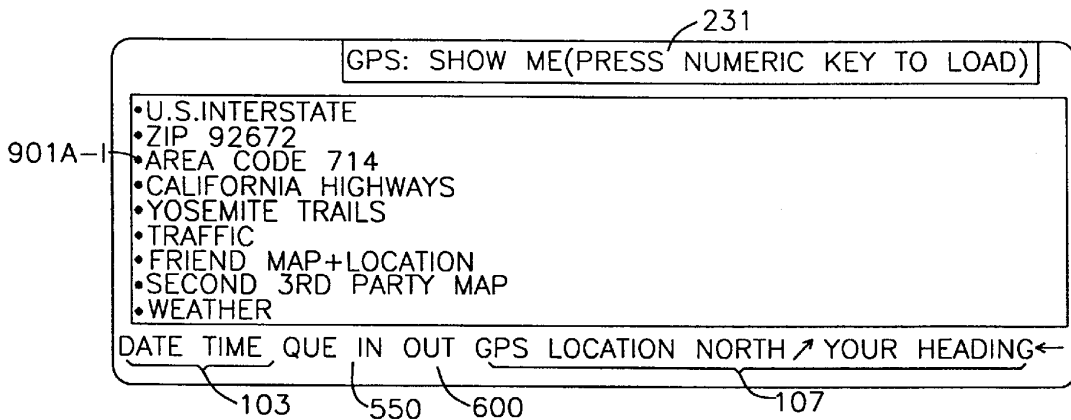 231
GPS: SHOW ME(PRESS NUMERIC KEY TO LOAD)
•U.S.INTERSTATE
•ZIP 92672
901A-I
•AREA CODE 714
•CALIFORNIA HIGHWAYS
•YOSEMITE TRAILS
•TRAFFIC
•FRIEND MAP+LOCATION
•SECOND 3RD PARTY MAP
•WEATHER
DATE TIME QUE IN OUT GPS LOCATION NORTH↗ YOUR HEADING←
103 550 600 107